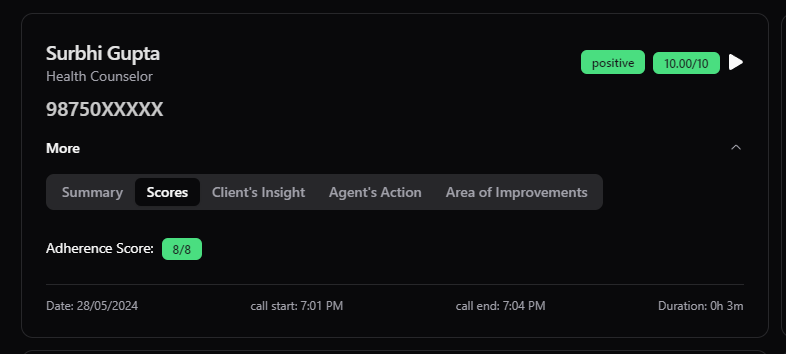 Surbhi Gupta
Health Counselor
positive 10.00/10
98750XXXXX
More
Summary Scores Client's Insight Agent's Action Area of Improvements
Adherence Score: 8/8
Date: 28/05/2024 call start: 7:01 PM call end: 7:04 PM Duration: 0h 3m